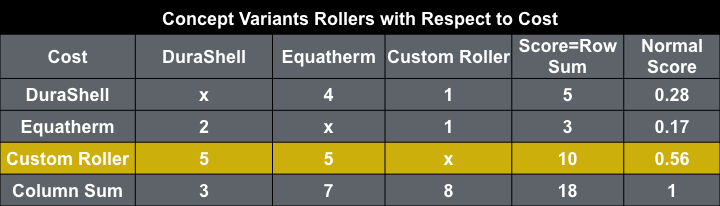 Concept Variants Rollers with Respect to Cost
Cost DuraShell Equatherm Custom Roller Score=Row Sum Normal Score
DuraShell x 4 1 5 0.28
Equatherm 2 x 1 3 0.17
Custom Roller 5 5 x 10 0.56
Column Sum 3 7 8 18 1